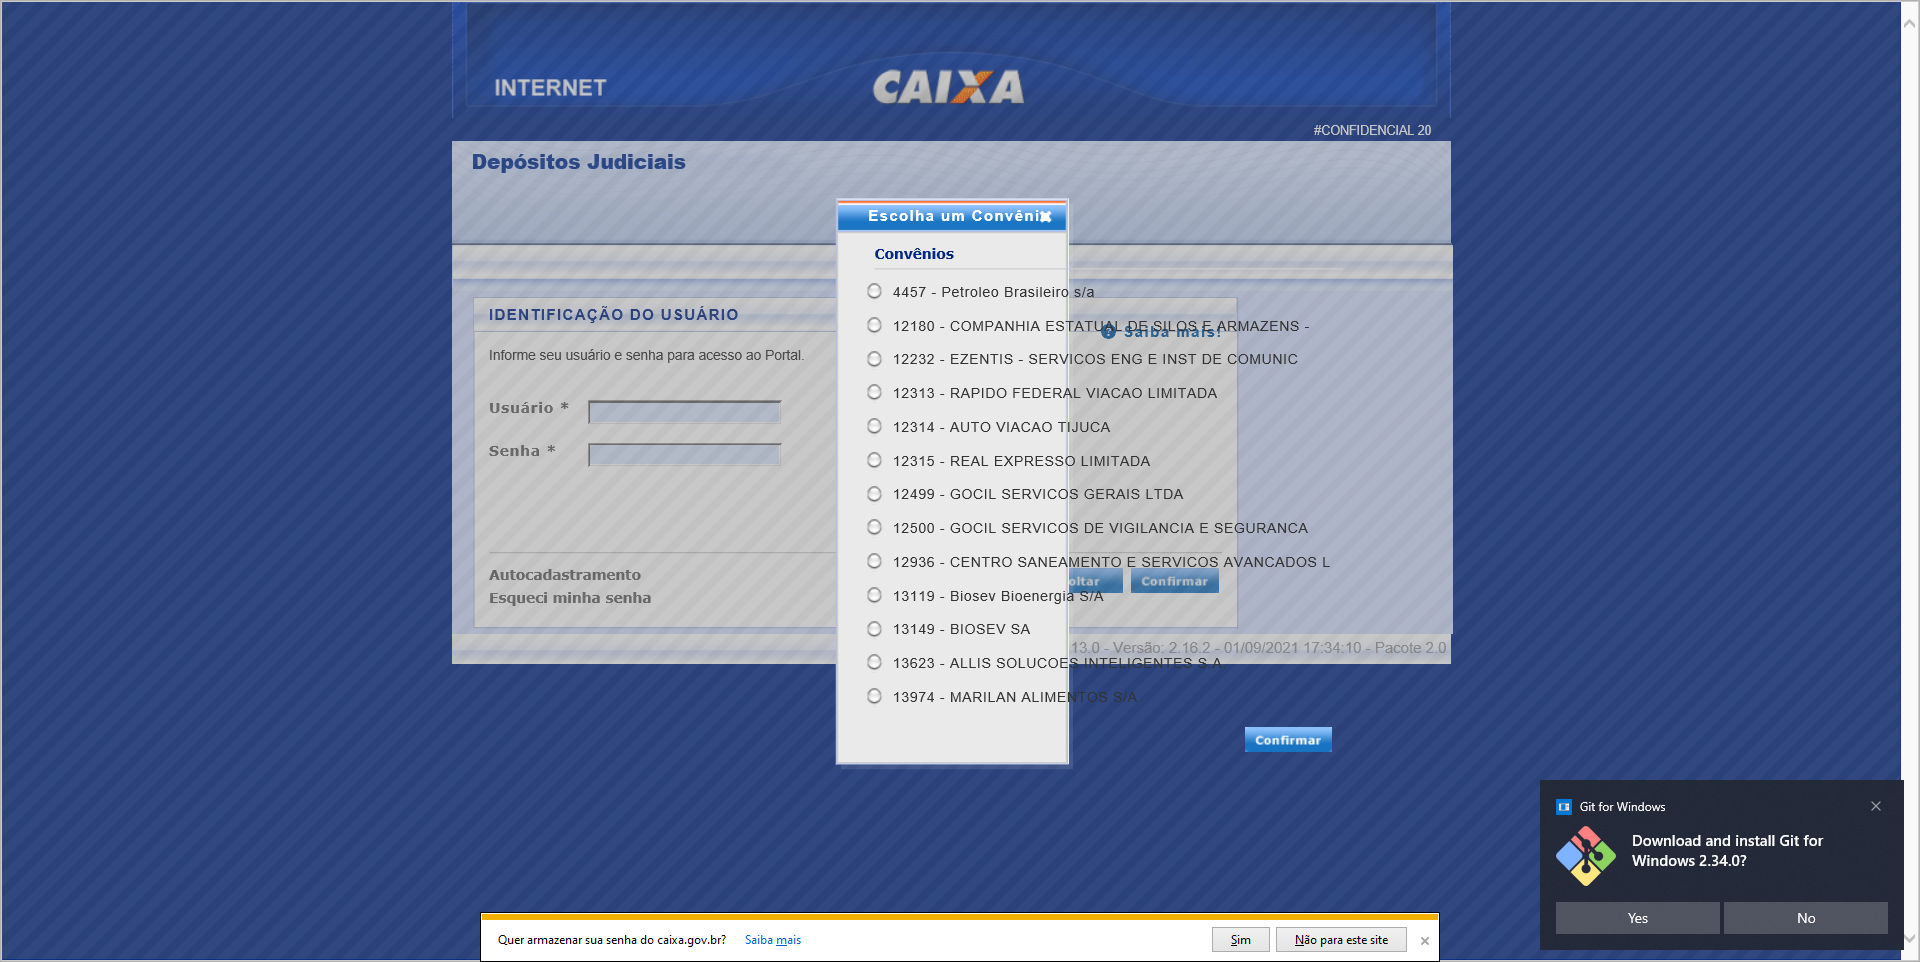 INTERNET
CAIXA
#CONFIDENCIAL 20
Depósitos Judiciais
Escolha um Convêni
Convênios
4457 - Petroleo Brasileiro s/a
12180 - COMPANHIA ESTATUAL DE SILOS E ARMAZENS -
12232 - EZENTIS - SERVICOS ENG E INST DE COMUNIC
12313 - RAPIDO FEDERAL VIACAO LIMITADA
12314 - AUTO VIACAO TIJUCA
12315 - REAL EXPRESSO LIMITADA
12499 - GOCIL SERVICOS GERAIS LTDA
12500 - GOCIL SERVICOS DE VIGILANCIA E SEGURANCA
12936 - CENTRO SANEAMENTO E SERVICOS AVANCADOS L
13119 - Biosev Bioenergia S/A
13149 - BIOSEV SA
13623 - ALLIS SOLUCOES INTELIGENTES S A
13974 - MARILAN ALIMENTOS S/A
Confirmar
IDENTIFICAÇÃO DO USUÁRIO
Saiba mais!
Informe seu usuário e senha para acesso ao Portal.
Usuário *
Senha *
Autocadastramento
Esqueci minha senha
oltar
Confirmar
13.0 - Versão: 2.16.2 - 01/09/2021 17:34:10 - Pacote 2.0
Git for Windows
Download and install Git for
Windows 2.34.0?
Yes
No
Quer armazenar sua senha do caixa.gov.br? Saiba mais
Sim
Não para este site